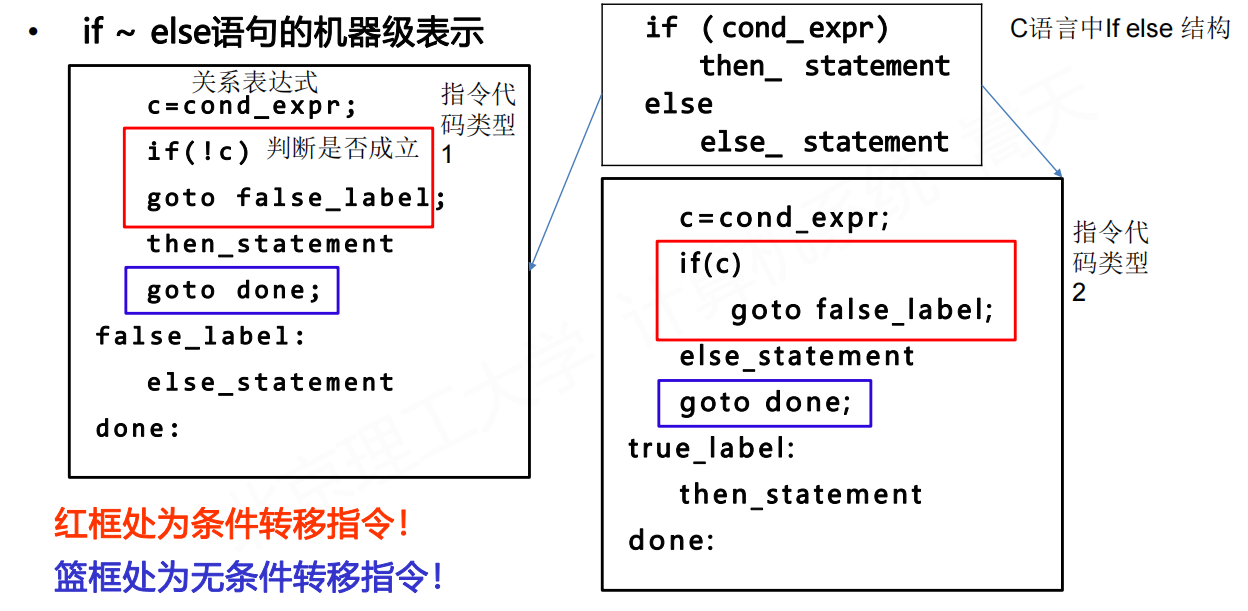 • if ~ else语句的机器级表示
if (cond_expr)
then_ statement
else
else_ statement
C语言中If else 结构
关系表达式
c=cond_expr;
if(!c) 判断是否成立
goto false_label;
then_statement
goto done;
false_label:
else_statement
done:
指令代
码类型
1
c=cond_expr;
if(c)
goto false_label;
else_statement
goto done;
true_label:
then_statement
done:
指令代
码类型
2
红框处为条件转移指令!
篮框处为无条件转移指令!